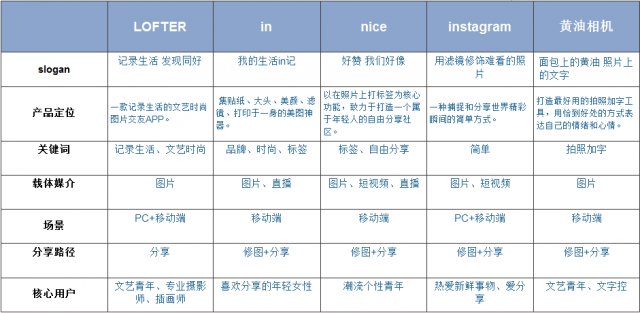 LOFTER in nice instagram 黄油相机
slogan 记录生活 发现同好 我的生活in记 好赞 我们好像 用滤镜修饰难看的照
片 面包上的黄油 照片上
的文字
产品定位 一款记录生活的文艺时尚
图片交友APP。 集贴纸、大头、美颜、滤
镜、打印于一身的美图神
器。 以在照片上打标签为核心
功能，致力于打造一个属
于年轻人的自由分享社
区。 一种捕捉和分享世界精彩
瞬间的简单方式。 打造最好用的拍照加字工
具，用恰到好处的方式表
达自己的情绪和心情。
关键词 记录生活、文艺时尚 品牌、时尚、标签 标签、自由分享 简单 拍照加字
载体媒介 图片 图片、直播 图片、短视频、直播 图片、短视频 图片
场景 PC+移动端 移动端 移动端 PC+移动端 移动端
分享路径 分享 修图+分享 修图+分享 修图+分享 修图+分享
核心用户 文艺青年、专业摄影
师、插画师 喜欢分享的年轻女性 潮流个性青年 热爱新鲜事物、爱分
享 文艺青年、文字控